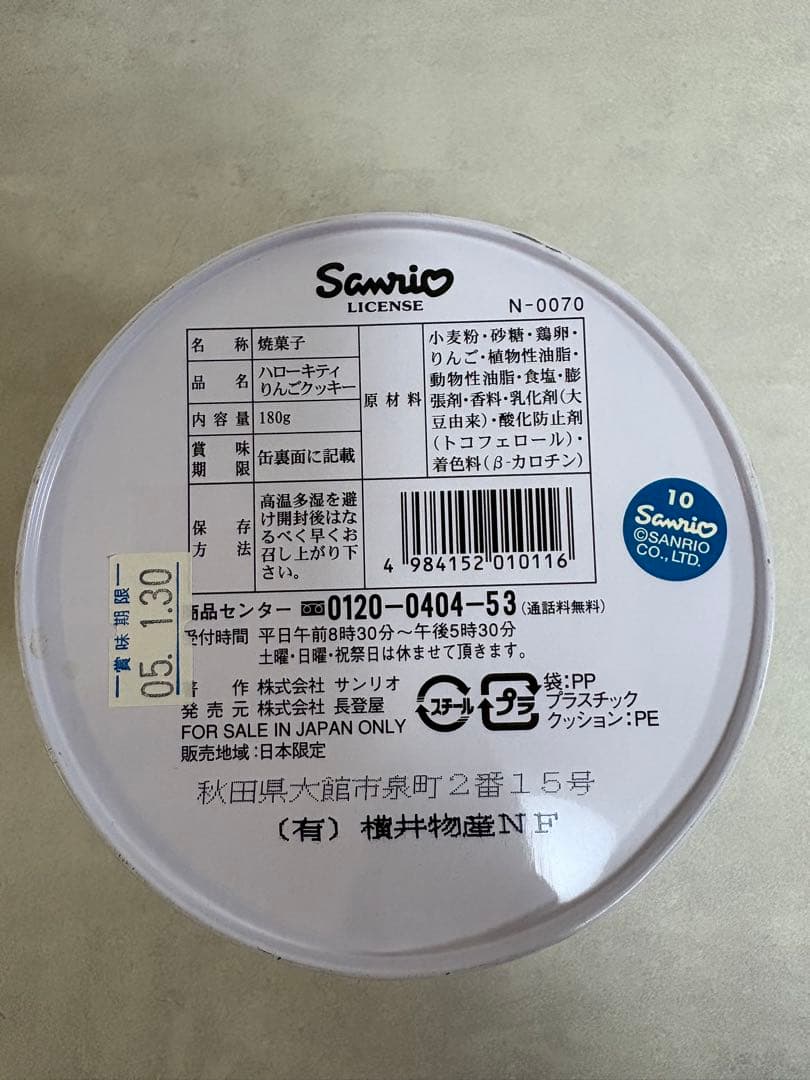 Sanrio
LICENSE
N-0070
名 称 焼菓子
品 名 ハローキティ りんごクッキー
内容量 180g
賞味期限 缶裏面に記載
保存方法 高温多湿を避
け開封後はな
るべく早くお
召し上がり下
さい。
原材料 小麦粉・砂糖・鶏卵・
りんご・植物性油脂・
動物性油脂・食塩・膨
張剤・香料・乳化剤(大
豆由来)・酸化防止剤
(トコフェロール)・
着色料(β-カロチン)
4 984152 010116
10
Sanrio
©SANRIO
CO., LTD.
賞味期限
05. 1.30
商品センター 0120-0404-53(通話料無料)
受付時間 平日午前8時30分〜午後5時30分
土曜・日曜・祝祭日は休ませて頂きます。
著 作 株式会社 サンリオ
発売元 株式会社 長登屋
FOR SALE IN JAPAN ONLY
販売地域:日本限定
スチール
プラ
袋:PP
プラスチック
クッション:PE
秋田県大館市泉町2番15号
(有) 横井物産NF